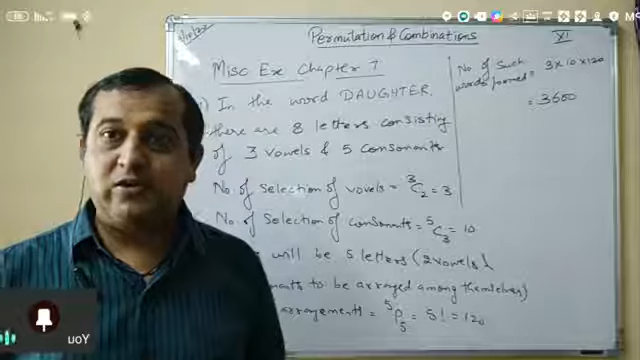 Permutation & Combinations
XI
Misc Ex Chapter 7
In the word DAUGHTER.
there are 8 letters consisting
of 3 vowels & 5 consonants
No. of selection of vowels = ³C₂ = 3
No. of selection of consonants = ⁵C₃ = 10
will be 5 letters (2 vowels &
to be arranged among themselves)
arrangements = ⁵P₅ = 5! = 120
No. of such
words formed = 3 x 10 x 120
= 3600
You